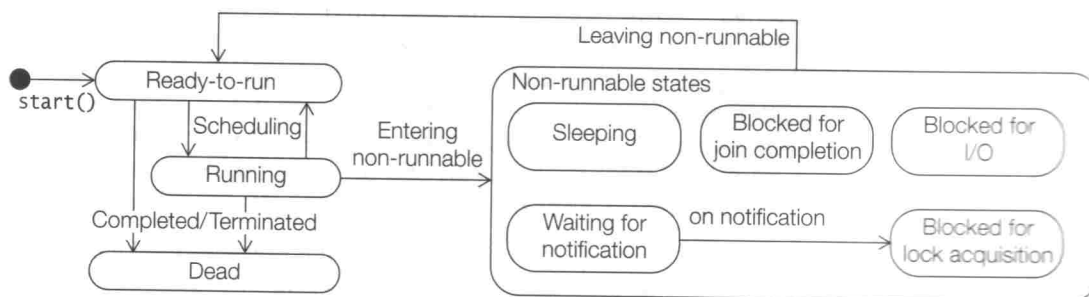 Leaving non-runnable
Ready-to-run
start()
Non-runnable states
Scheduling
Entering
non-runnable
Sleeping
Blocked for
join completion
Blocked for
I/O
Running
Completed/Terminated
Waiting for
notification
on notification
Blocked for
lock acquisition
Dead